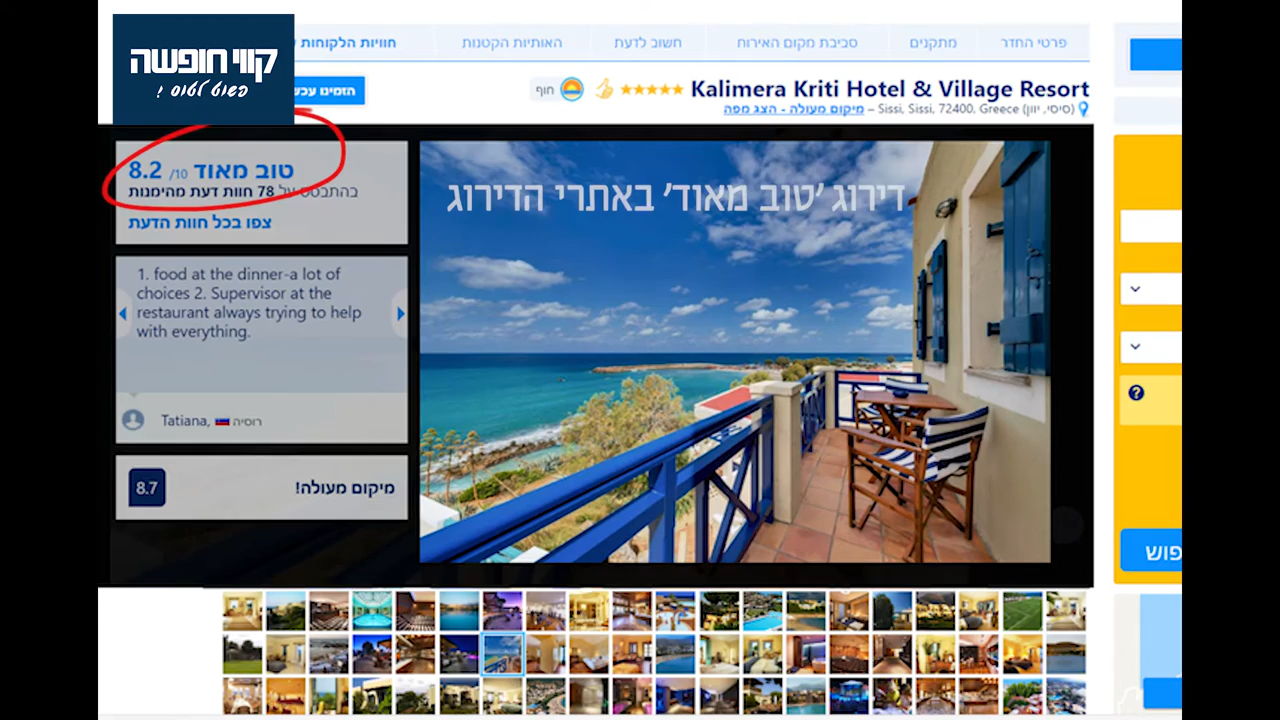 קווי חופשה
פשוט לטוס!
פרטי החדר
מתקנים
סביבת מקום האירוח
חשוב לדעת
האותיות הקטנות
חוויות הלקוחות
Kalimera Kriti Hotel & Village Resort
חוף
הזמינו עכש
Sissi, Sissi, 72400, Greece (סיסי, יוון) – מיקום מעולה - הצג מפה
טוב מאוד 8.2 /10
בהתבסס על 78 חוות דעת מהימנות
צפו בכל חוות הדעת
דירוג 'טוב מאוד' באתרי הדירוג
1. food at the dinner-a lot of
choices 2. Supervisor at the
restaurant always trying to help
with everything.
Tatiana, רוסיה
מיקום מעולה!
8.7
פוש